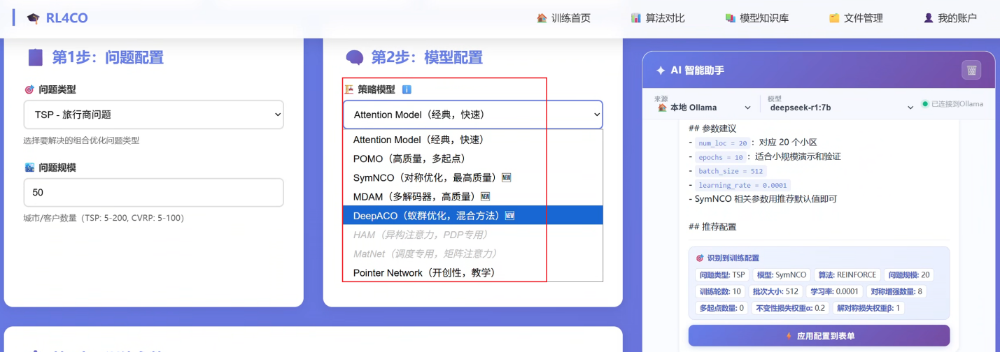 RL4CO
训练首页
算法对比
模型知识库
文件管理
我的账户
第1步：问题配置
问题类型
TSP - 旅行商问题
选择要解决的组合优化问题类型
问题规模
50
城市/客户数量（TSP: 5-200, CVRP: 5-100）
第2步：模型配置
策略模型
Attention Model（经典，快速）
Attention Model（经典，快速）
POMO（高质量，多起点）
SymNCO（对称优化，最高质量）NEW
MDAM（多解码器，高质量）NEW
DeepACO（蚁群优化，混合方法）NEW
HAM（异构注意力，PDP专用）
MatNet（调度专用，矩阵注意力）
Pointer Network（开创性，教学）
AI 智能助手
来源
本地 Ollama
模型
deepseek-r1:7b
已连接到Ollama
## 参数建议
- num_loc = 20：对应 20 个小区
- epochs = 10：适合小规模演示和验证
- batch_size = 512
- learning_rate = 0.0001
- SymNCO 相关参数用推荐默认值即可
## 推荐配置
识别到训练配置
问题类型: TSP 模型: SymNCO 算法: REINFORCE 问题规模: 20
训练轮数: 10 批次大小: 512 学习率: 0.0001 对称增强数量: 8
多起点数量: 0 不变性损失权重α: 0.2 解对称损失权重β: 1
应用配置到表单